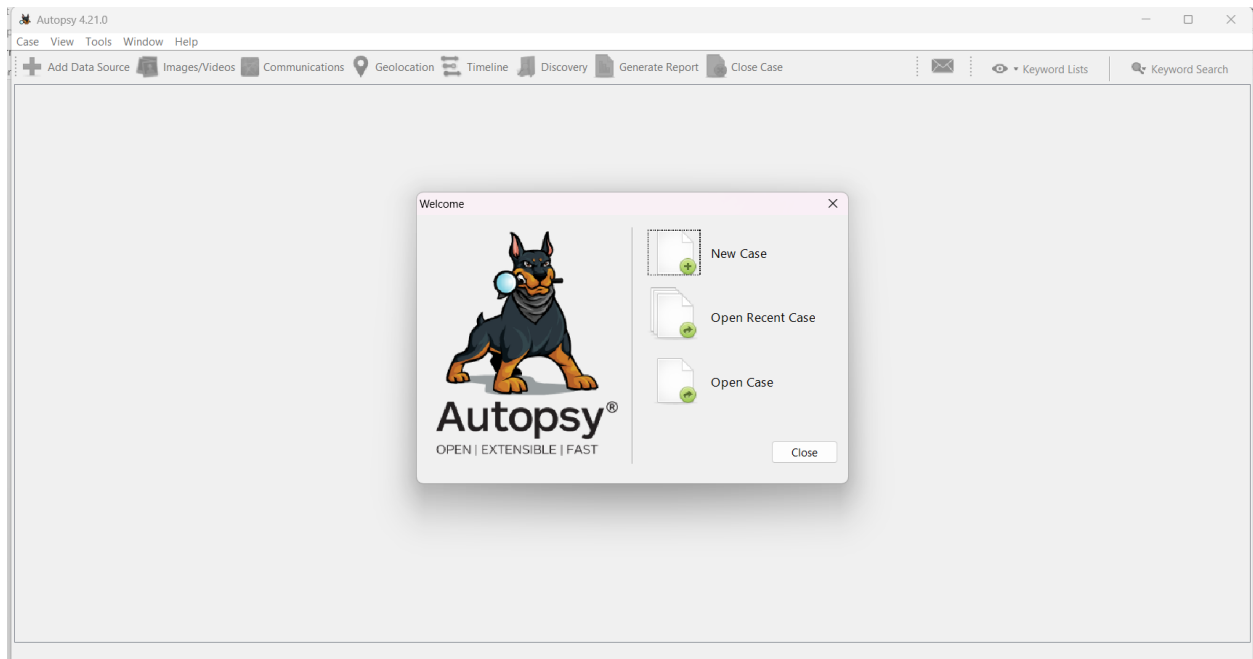 Autopsy 4.21.0
Case View Tools Window Help
Add Data Source Images/Videos Communications Geolocation Timeline Discovery Generate Report Close Case Keyword Lists Keyword Search
Welcome
New Case
Open Recent Case
Open Case
Autopsy®
OPEN | EXTENSIBLE | FAST
Close